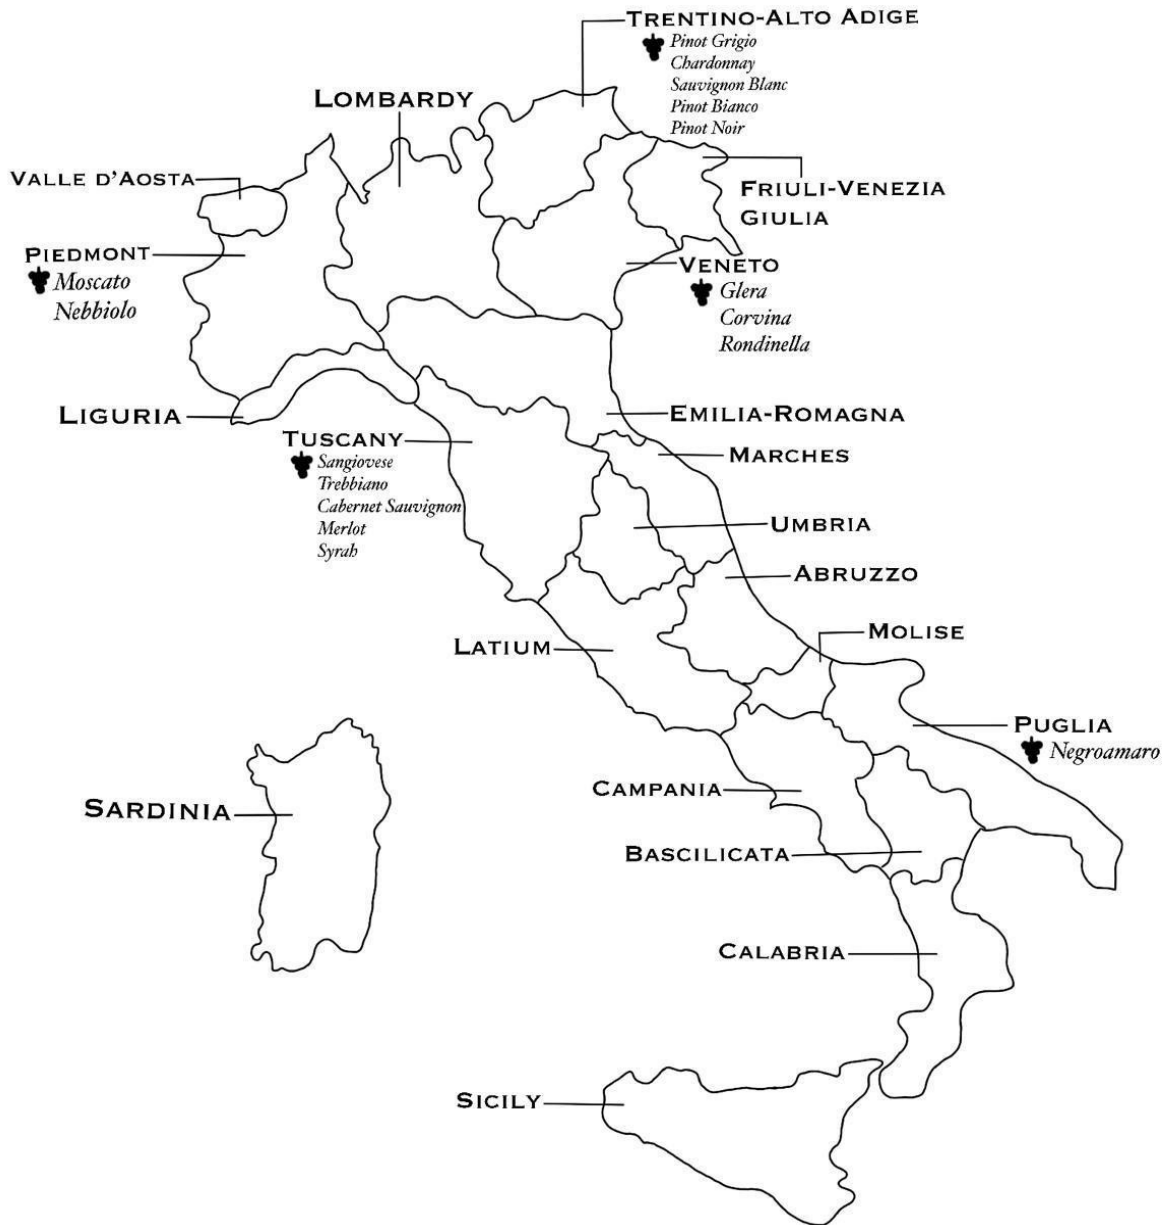 TRENTINO-ALTO ADIGE
Pinot Grigio
Chardonnay
Sauvignon Blanc
Pinot Bianco
Pinot Noir
LOMBARDY
VALLE D'AOSTA
FRIULI-VENEZIA
GIULIA
PIEDMONT
Moscato
Nebbiolo
VENETO
Glera
Corvina
Rondinella
LIGURIA
EMILIA-ROMAGNA
TUSCANY
Sangiovese
Trebbiano
Cabernet Sauvignon
Merlot
Syrah
MARCHES
UMBRIA
ABRUZZO
MOLISE
LATIUM
PUGLIA
Negroamaro
CAMPANIA
SARDINIA
BASCILICATA
CALABRIA
SICILY